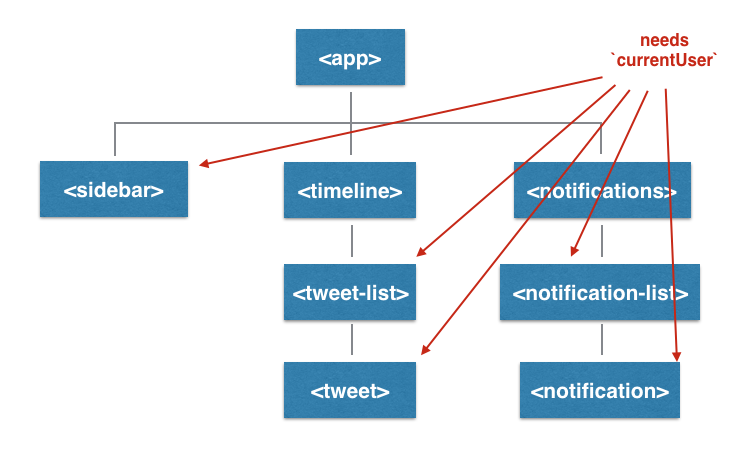 <app>
needs
`currentUser`
<sidebar>
<timeline>
<notifications>
<tweet-list>
<notification-list>
<tweet>
<notification>